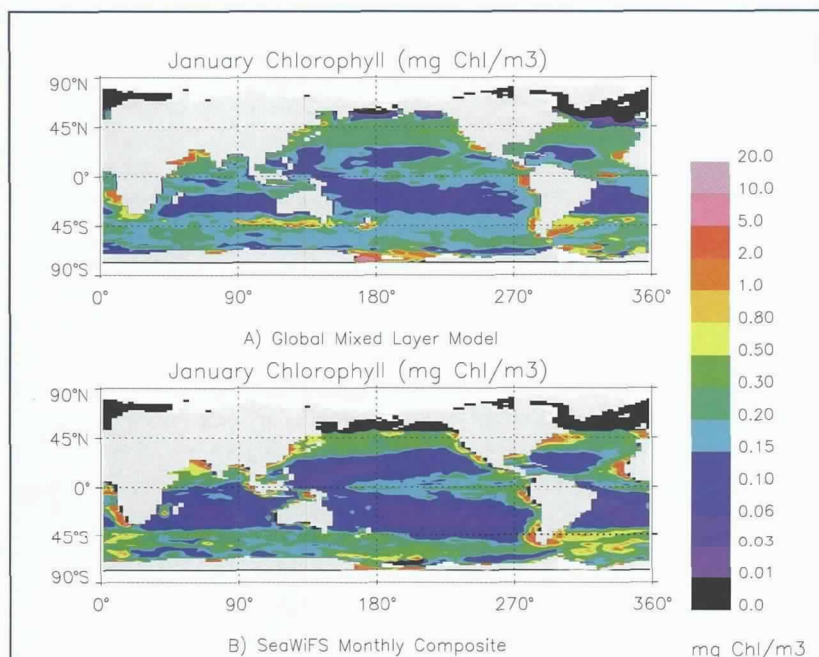 January Chlorophyll (mg Chl/m3)
90°N
45°N
0°
45°S
90°S
0° 90° 180° 270° 360°
A) Global Mixed Layer Model
January Chlorophyll (mg Chl/m3)
90°N
45°N
0°
45°S
90°S
0° 90° 180° 270° 360°
B) SeaWiFS Monthly Composite
20.0
10.0
5.0
2.0
1.0
0.80
0.50
0.30
0.20
0.15
0.10
0.06
0.03
0.01
0.0
mg Chl/m3